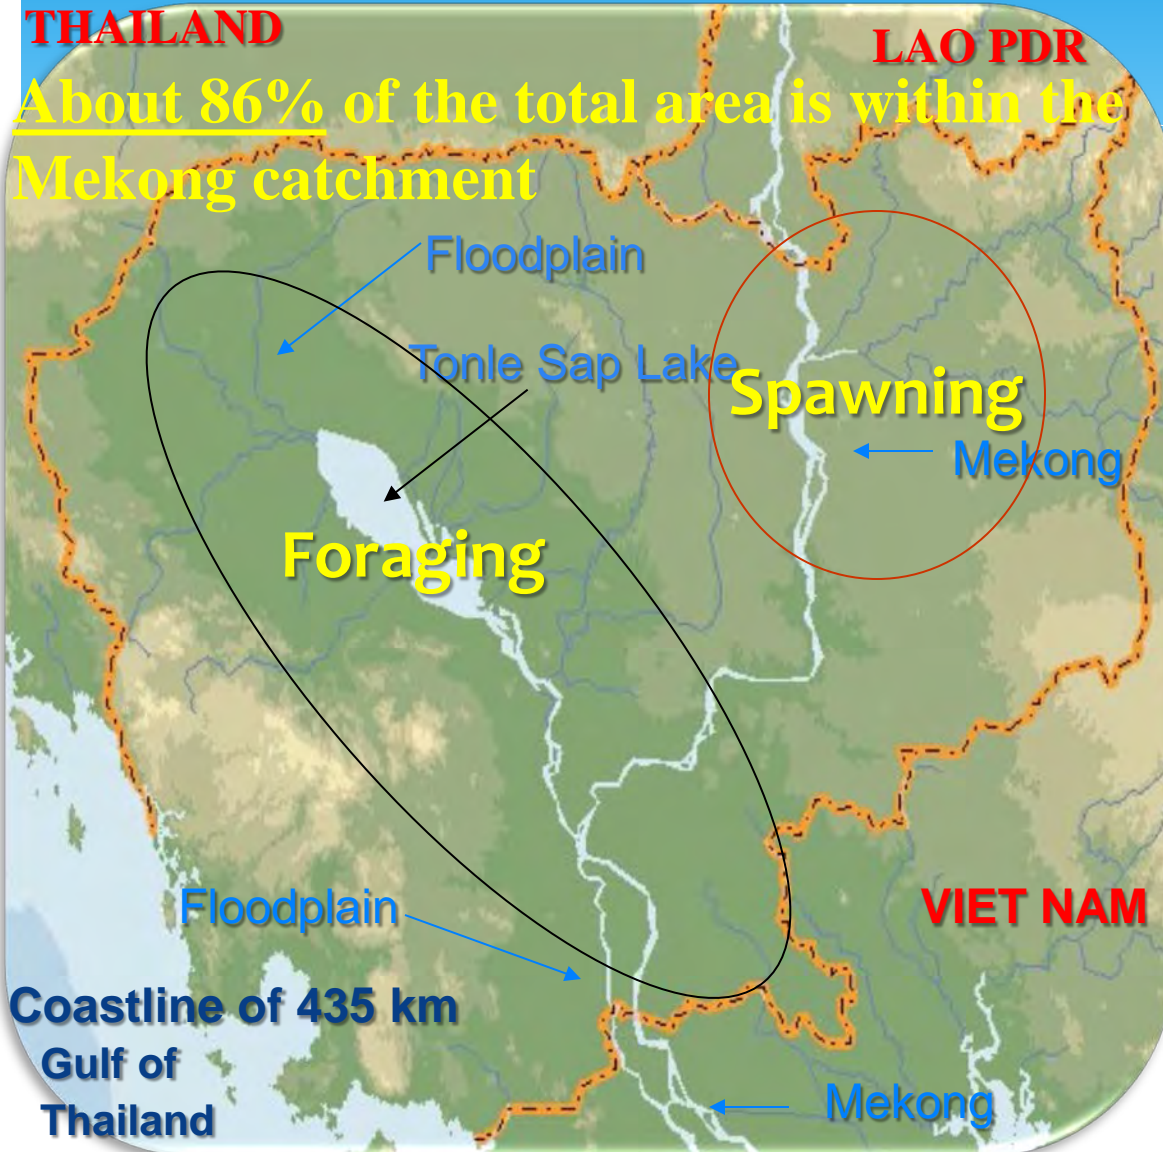 THAILAND
LAO PDR
About 86% of the total area is within the
Mekong catchment
Floodplain
Tonle Sap Lake
Spawning
Mekong
Foraging
Floodplain
VIET NAM
Coastline of 435 km
Gulf of
Thailand
Mekong